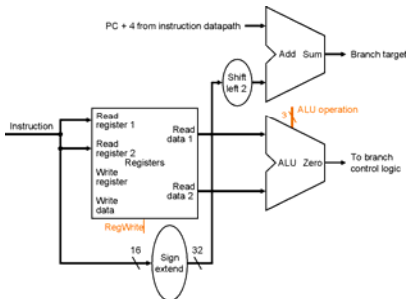 PC + 4 from instruction datapath
Add Sum
Branch target
Shift
left 2
3
ALU operation
Read
register 1
Instruction
Read
data 1
Read
register 2
Registers
ALU Zero
To branch
control logic
Write
register
Read
data 2
Write
data
RegWrite
16
32
Sign
extend